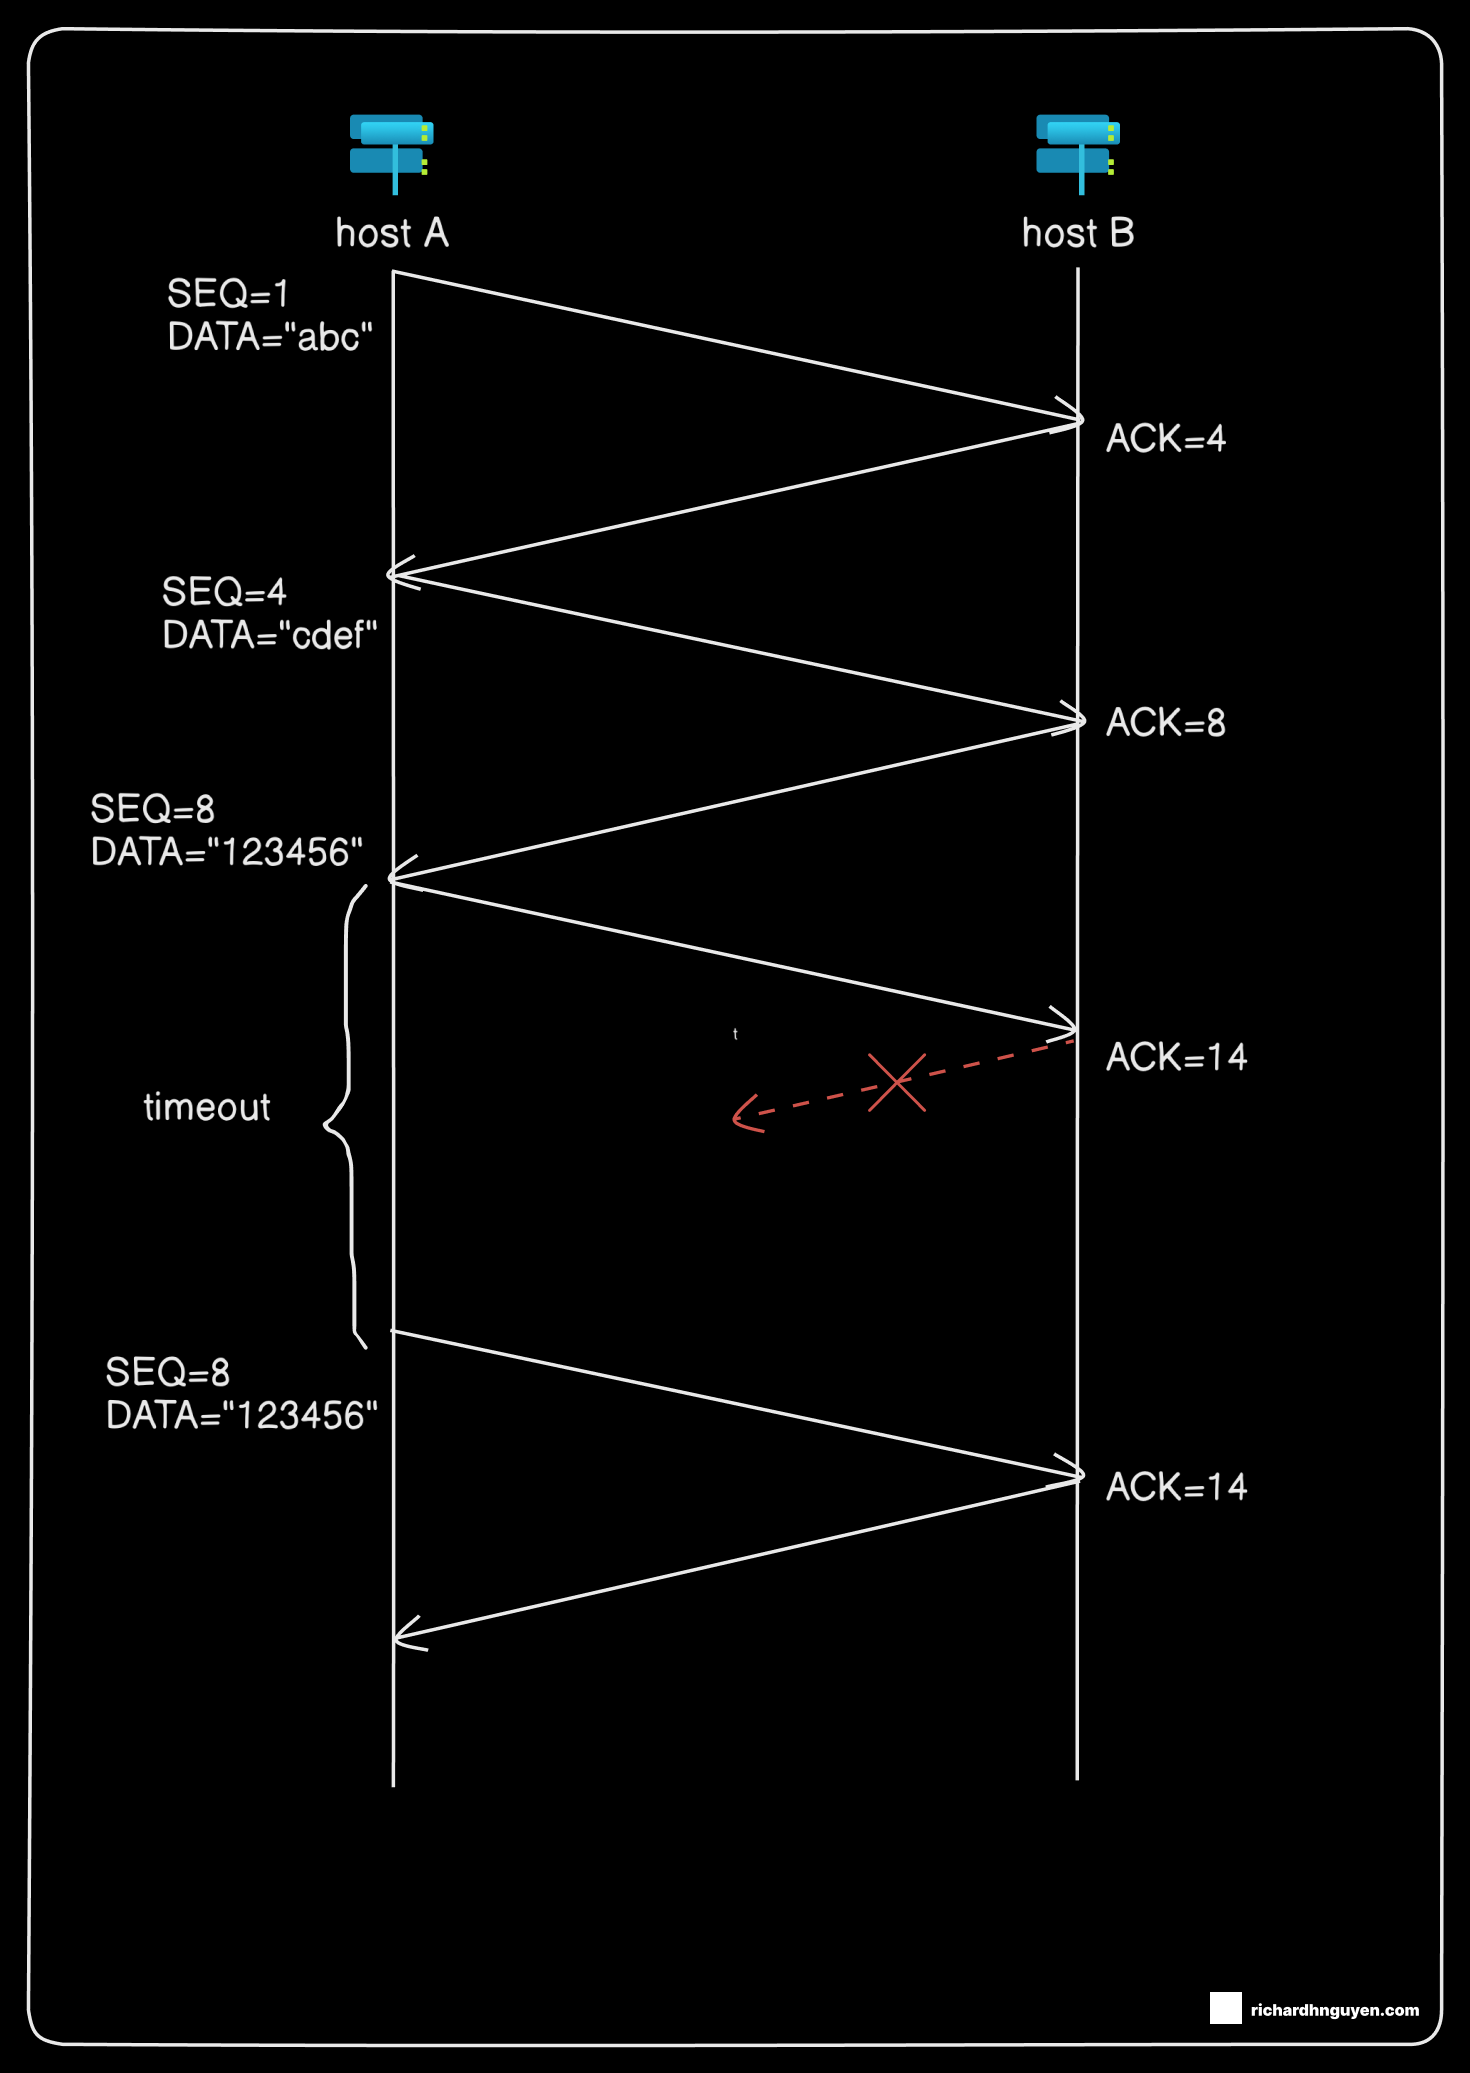 host A
host B
SEQ=1
DATA="abc"
ACK=4
SEQ=4
DATA="cdef"
ACK=8
SEQ=8
DATA="123456"
t
ACK=14
timeout
SEQ=8
DATA="123456"
ACK=14
richardhnguyen.com